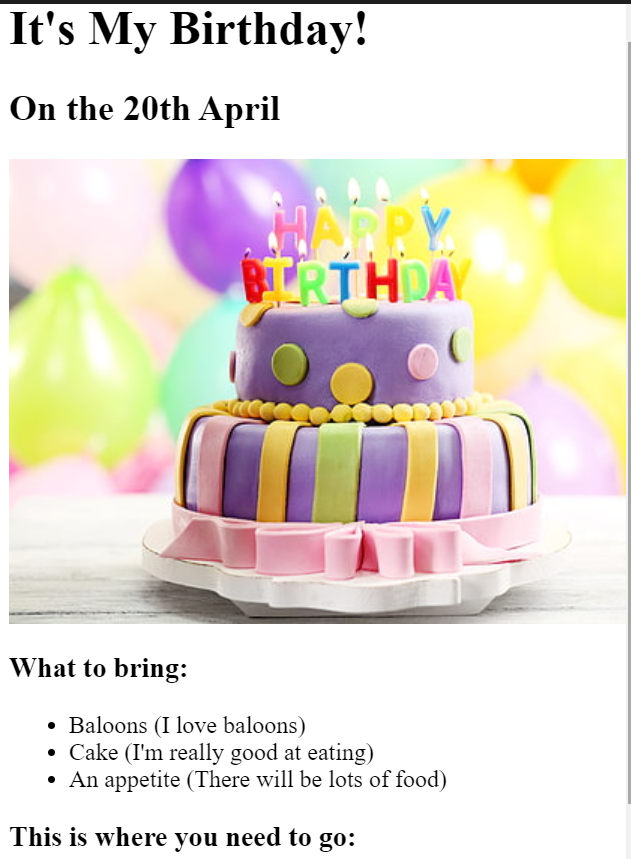 It's My Birthday!
On the 20th April
HAPPY
BIRTHDAY
What to bring:
Baloons (I love baloons)
Cake (I'm really good at eating)
An appetite (There will be lots of food)
This is where you need to go: